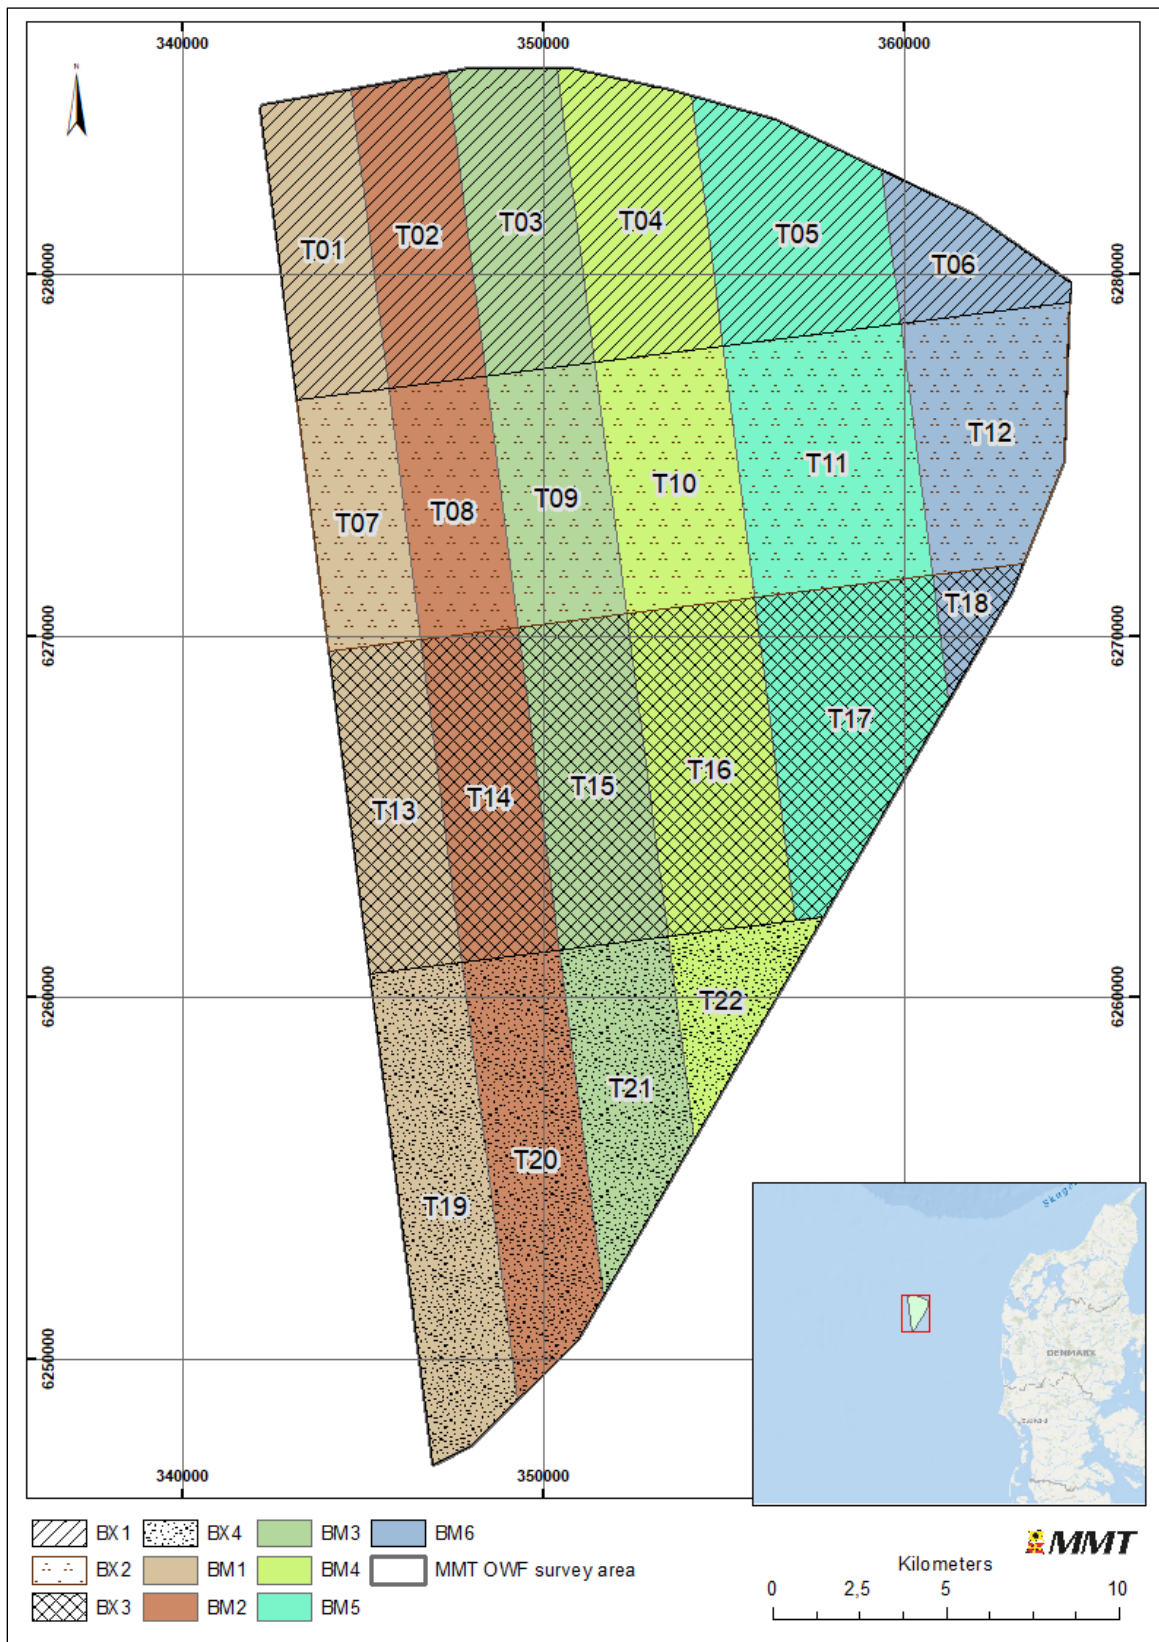 340000 350000 360000
N
6280000 6280000
6270000 6270000
6260000 6260000
6250000
T01 T02 T03 T04 T05 T06
T07 T08 T09 T10 T11 T12
T13 T14 T15 T16 T17 T18
T19 T20 T21 T22
DENMARK
340000 350000
BX1 BX4 BM3 BM6
BX2 BM1 BM4 MMT OWF survey area
BX3 BM2 BM5
MMT
Kilometers
0 2,5 5 10